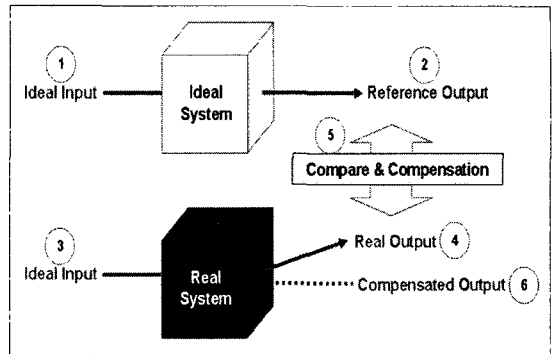 1
2
Ideal Input
Ideal
System
Reference Output
5
Compare & Compensation
3
Real Output 4
Ideal Input
Real
System
Compensated Output 6